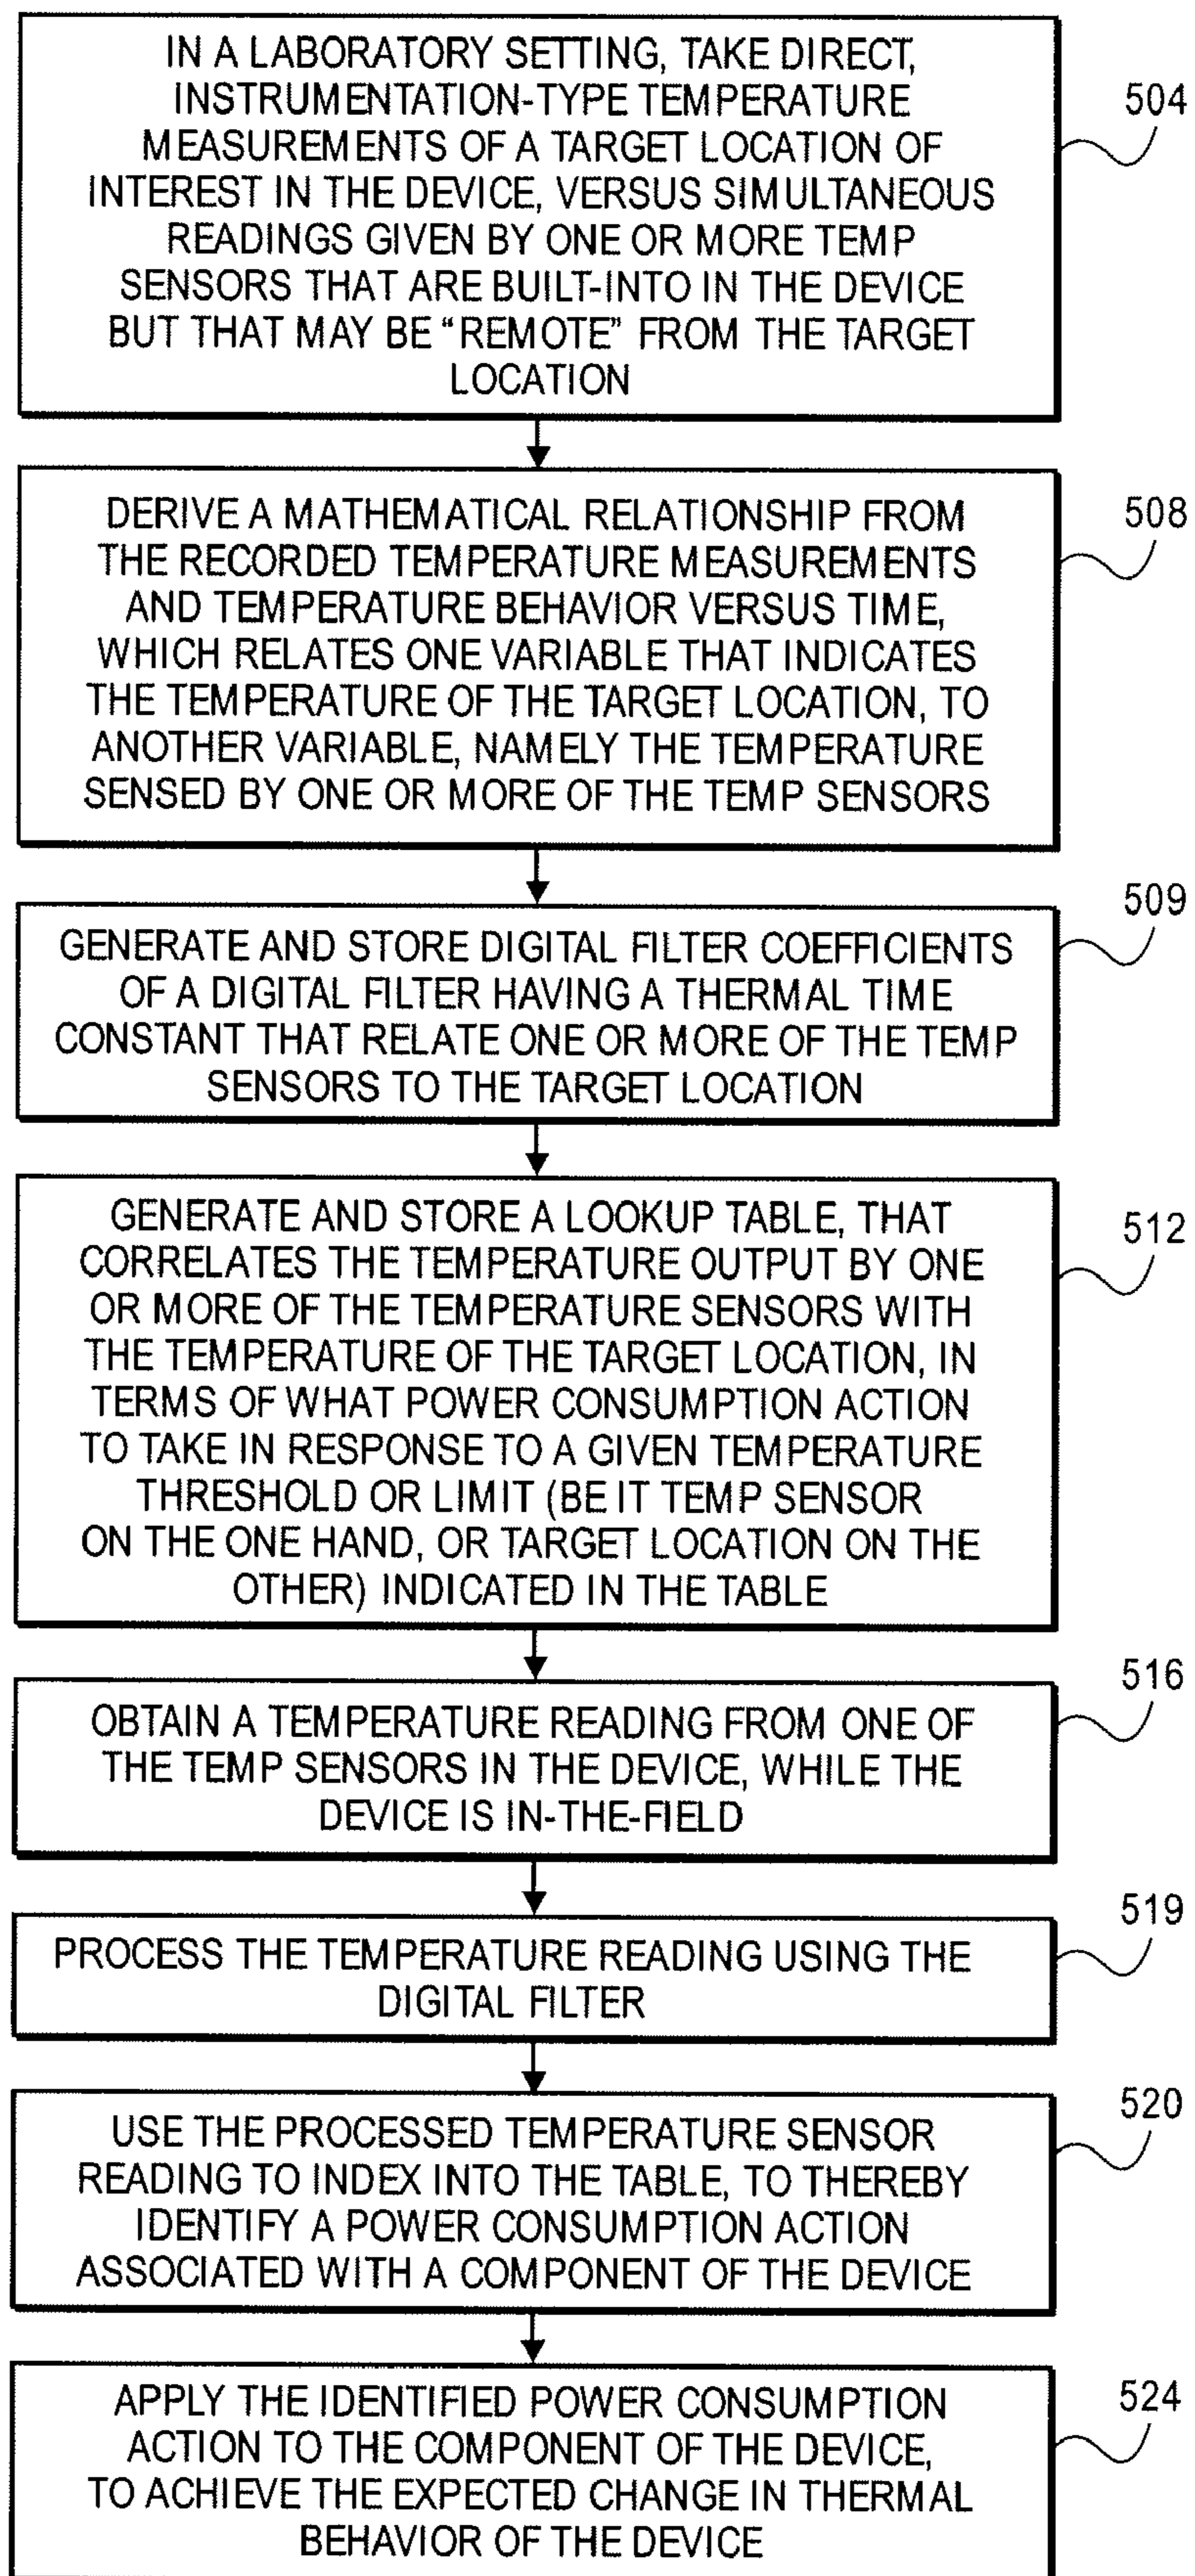 IN A LABORATORY SETTING, TAKE DIRECT,
INSTRUMENTATION-TYPE TEMPERATURE
MEASUREMENTS OF A TARGET LOCATION OF
INTEREST IN THE DEVICE, VERSUS SIMULTANEOUS
READINGS GIVEN BY ONE OR MORE TEMP
SENSORS THAT ARE BUILT-INTO IN THE DEVICE
BUT THAT MAY BE “REMOTE” FROM THE TARGET
LOCATION
504
DERIVE A MATHEMATICAL RELATIONSHIP FROM
THE RECORDED TEMPERATURE MEASUREMENTS
AND TEMPERATURE BEHAVIOR VERSUS TIME,
WHICH RELATES ONE VARIABLE THAT INDICATES
THE TEMPERATURE OF THE TARGET LOCATION, TO
ANOTHER VARIABLE, NAMELY THE TEMPERATURE
SENSED BY ONE OR MORE OF THE TEMP SENSORS
508
GENERATE AND STORE DIGITAL FILTER COEFFICIENTS
OF A DIGITAL FILTER HAVING A THERMAL TIME
CONSTANT THAT RELATE ONE OR MORE OF THE TEMP
SENSORS TO THE TARGET LOCATION
509
GENERATE AND STORE A LOOKUP TABLE, THAT
CORRELATES THE TEMPERATURE OUTPUT BY ONE
OR MORE OF THE TEMPERATURE SENSORS WITH
THE TEMPERATURE OF THE TARGET LOCATION, IN
TERMS OF WHAT POWER CONSUMPTION ACTION
TO TAKE IN RESPONSE TO A GIVEN TEMPERATURE
THRESHOLD OR LIMIT (BE IT TEMP SENSOR
ON THE ONE HAND, OR TARGET LOCATION ON THE
OTHER) INDICATED IN THE TABLE
512
OBTAIN A TEMPERATURE READING FROM ONE OF
THE TEMP SENSORS IN THE DEVICE, WHILE THE
DEVICE IS IN-THE-FIELD
516
PROCESS THE TEMPERATURE READING USING THE
DIGITAL FILTER
519
USE THE PROCESSED TEMPERATURE SENSOR
READING TO INDEX INTO THE TABLE, TO THEREBY
IDENTIFY A POWER CONSUMPTION ACTION
ASSOCIATED WITH A COMPONENT OF THE DEVICE
520
APPLY THE IDENTIFIED POWER CONSUMPTION
ACTION TO THE COMPONENT OF THE DEVICE,
TO ACHIEVE THE EXPECTED CHANGE IN THERMAL
BEHAVIOR OF THE DEVICE
524